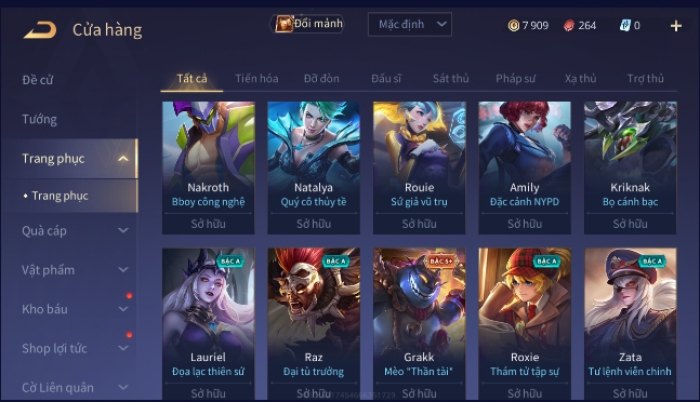 Cửa hàng
Đổi mảnh
Mặc định
7 909
264
0
Đề cử
Tướng
Trang phục
Trang phục
Quà cáp
Vật phẩm
Kho báu
Shop lợi tức
Cờ Liên quân
Tất cả
Tiến hóa
Đỡ đòn
Đấu sĩ
Sát thủ
Pháp sư
Xạ thủ
Trợ thủ
Nakroth
Bboy công nghệ
Sở hữu
Natalya
Quý cô thủy tề
Sở hữu
Rouie
Sứ giả vũ trụ
Sở hữu
Amily
Đặc cảnh NYPD
Sở hữu
Kriknak
Bọ cánh bạc
Sở hữu
BẬC A
Lauriel
Đọa lạc thiên sứ
Sở hữu
BẬC A
Raz
Đại tù trưởng
Sở hữu
BẬC S+
Grakk
Mèo "Thần tài"
Sở hữu
BẬC A
Roxie
Thám tử tập sự
Sở hữu
BẬC A
Zata
Tư lệnh viễn chinh
Sở hữu